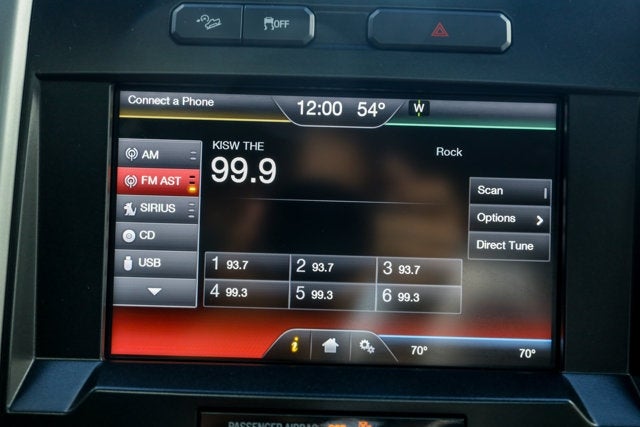 OFF
Connect a Phone
12:00 54° W
KISW THE
99.9
Rock
AM
FM AST
SIRIUS
CD
USB
Scan
Options
Direct Tune
1 93.7 2 93.7 3 93.7
4 99.3 5 99.3 6 99.3
i
70° 70°
PASSENGER AIRBAG